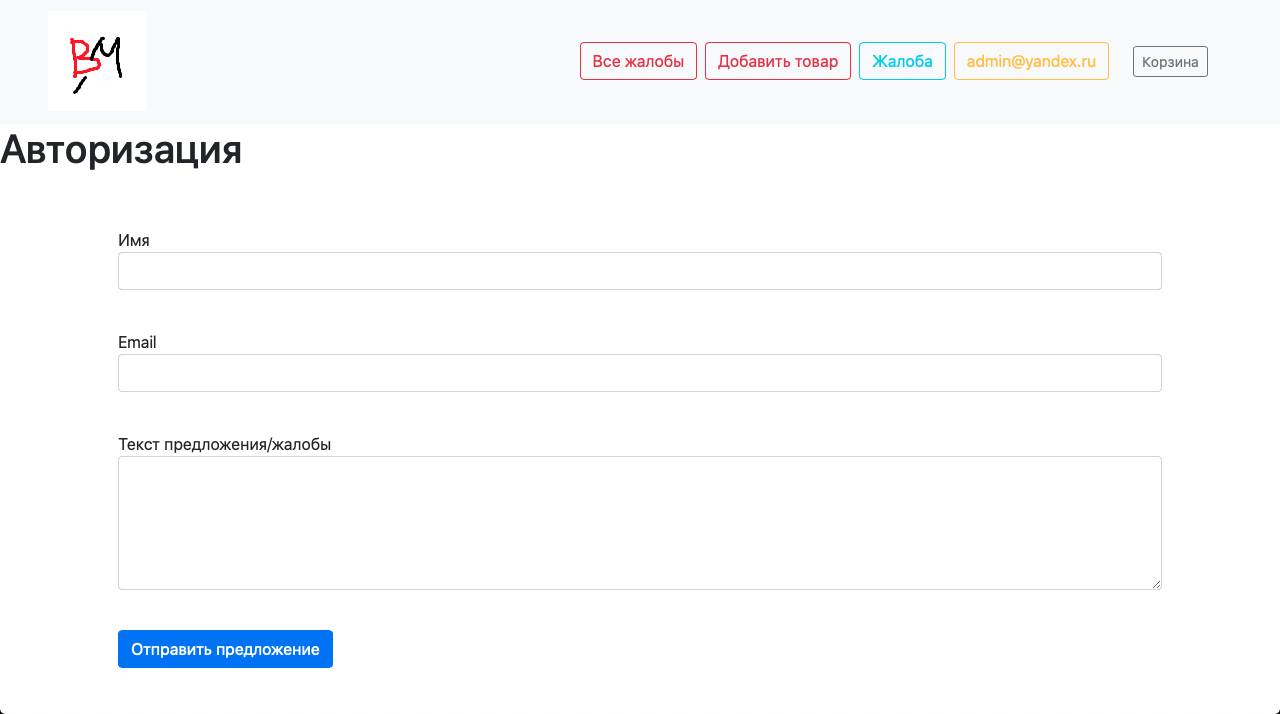 BM
Все жалобы Добавить товар Жалоба admin@yandex.ru Корзина
Авторизация
Имя
Email
Текст предложения/жалобы
Отправить предложение